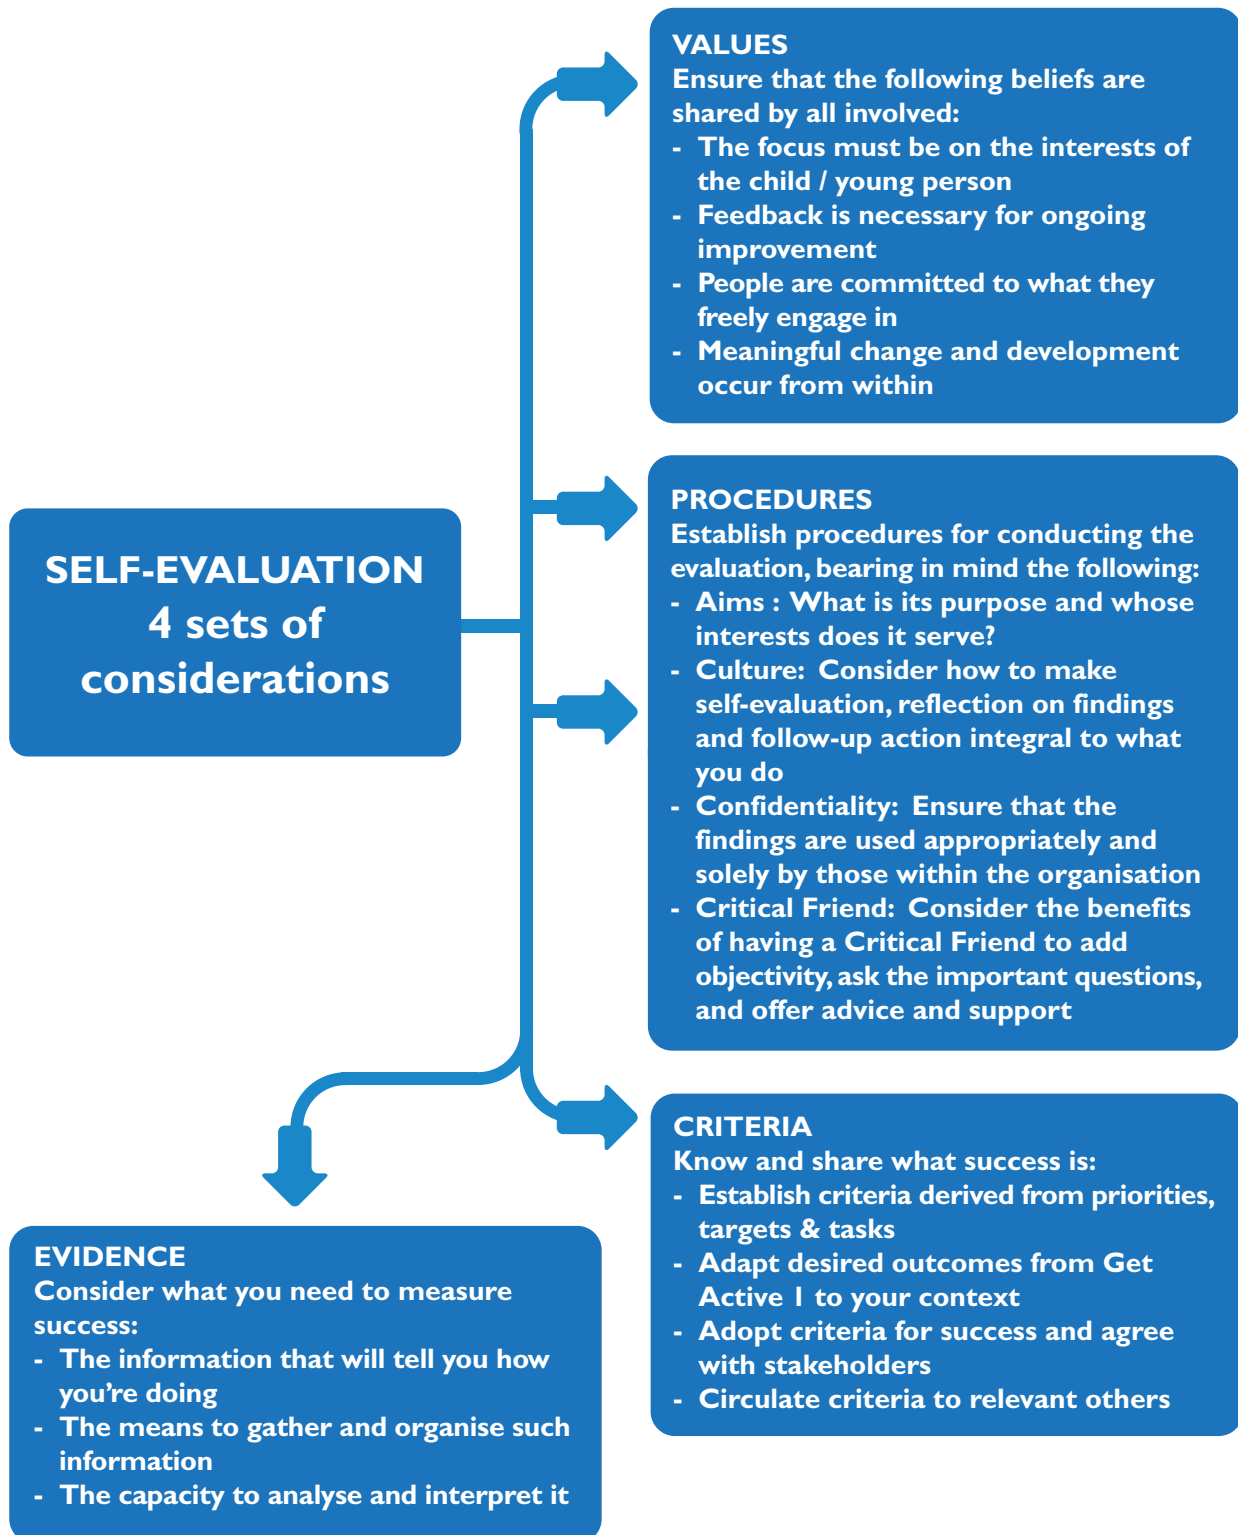 SELF-EVALUATION
4 sets of
considerations
VALUES
Ensure that the following beliefs are
shared by all involved:
- The focus must be on the interests of
the child / young person
- Feedback is necessary for ongoing
improvement
- People are committed to what they
freely engage in
- Meaningful change and development
occur from within
PROCEDURES
Establish procedures for conducting the
evaluation, bearing in mind the following:
- Aims : What is its purpose and whose
interests does it serve?
- Culture: Consider how to make
self-evaluation, reflection on findings
and follow-up action integral to what
you do
- Confidentiality: Ensure that the
findings are used appropriately and
solely by those within the organisation
- Critical Friend: Consider the benefits
of having a Critical Friend to add
objectivity, ask the important questions,
and offer advice and support
CRITERIA
Know and share what success is:
- Establish criteria derived from priorities,
targets & tasks
- Adapt desired outcomes from Get
Active 1 to your context
- Adopt criteria for success and agree
with stakeholders
- Circulate criteria to relevant others
EVIDENCE
Consider what you need to measure
success:
- The information that will tell you how
you’re doing
- The means to gather and organise such
information
- The capacity to analyse and interpret it